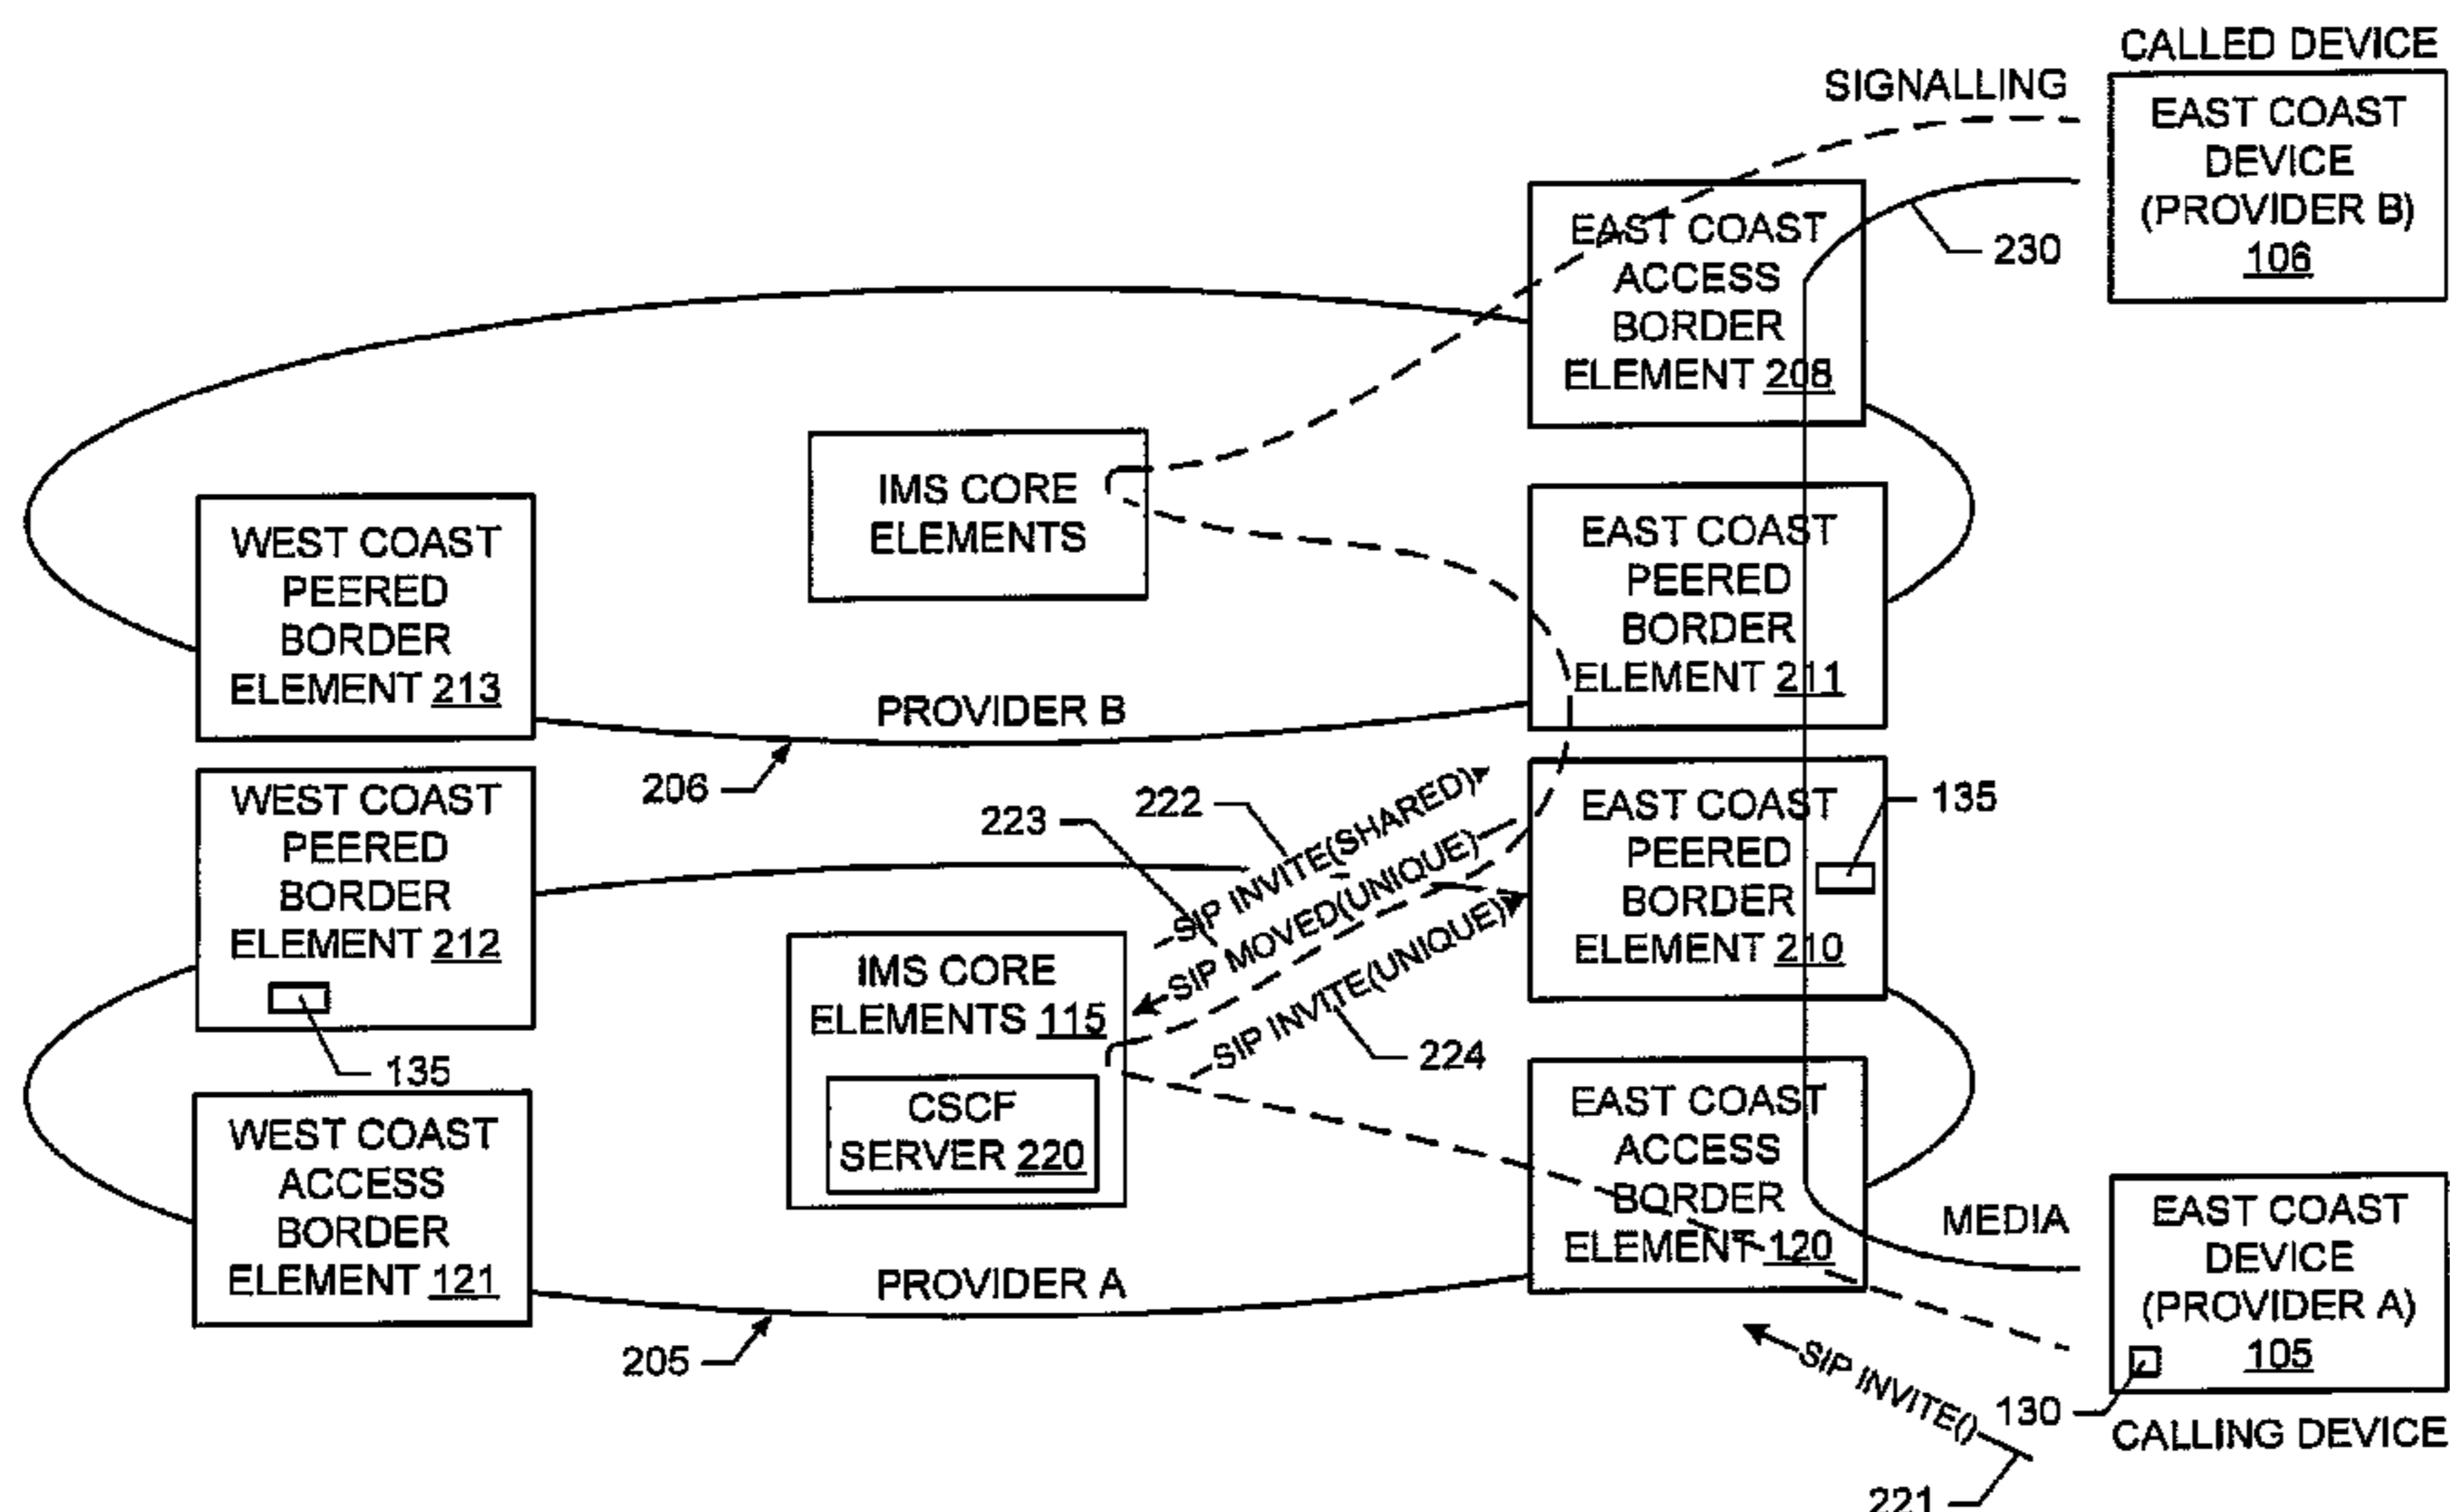 CALLED DEVICE
SIGNALLING
EAST COAST
DEVICE
(PROVIDER B)
106
230
EAST COAST
ACCESS
BORDER
ELEMENT 208
IMS CORE
ELEMENTS
WEST COAST
PEERED
BORDER
ELEMENT 213
EAST COAST
PEERED
BORDER
ELEMENT 211
PROVIDER B
206
WEST COAST
PEERED
BORDER
ELEMENT 212
135
223
222
SIP INVITE(SHARED)
SIP MOVED(UNIQUE)
SIP INVITE(UNIQUE)
224
EAST COAST
PEERED
BORDER
ELEMENT 210
135
IMS CORE
ELEMENTS 115
CSCF
SERVER 220
WEST COAST
ACCESS
BORDER
ELEMENT 121
EAST COAST
ACCESS
BORDER
ELEMENT 120
PROVIDER A
205
MEDIA
EAST COAST
DEVICE
(PROVIDER A)
105
130
CALLING DEVICE
SIP INVITE()
221